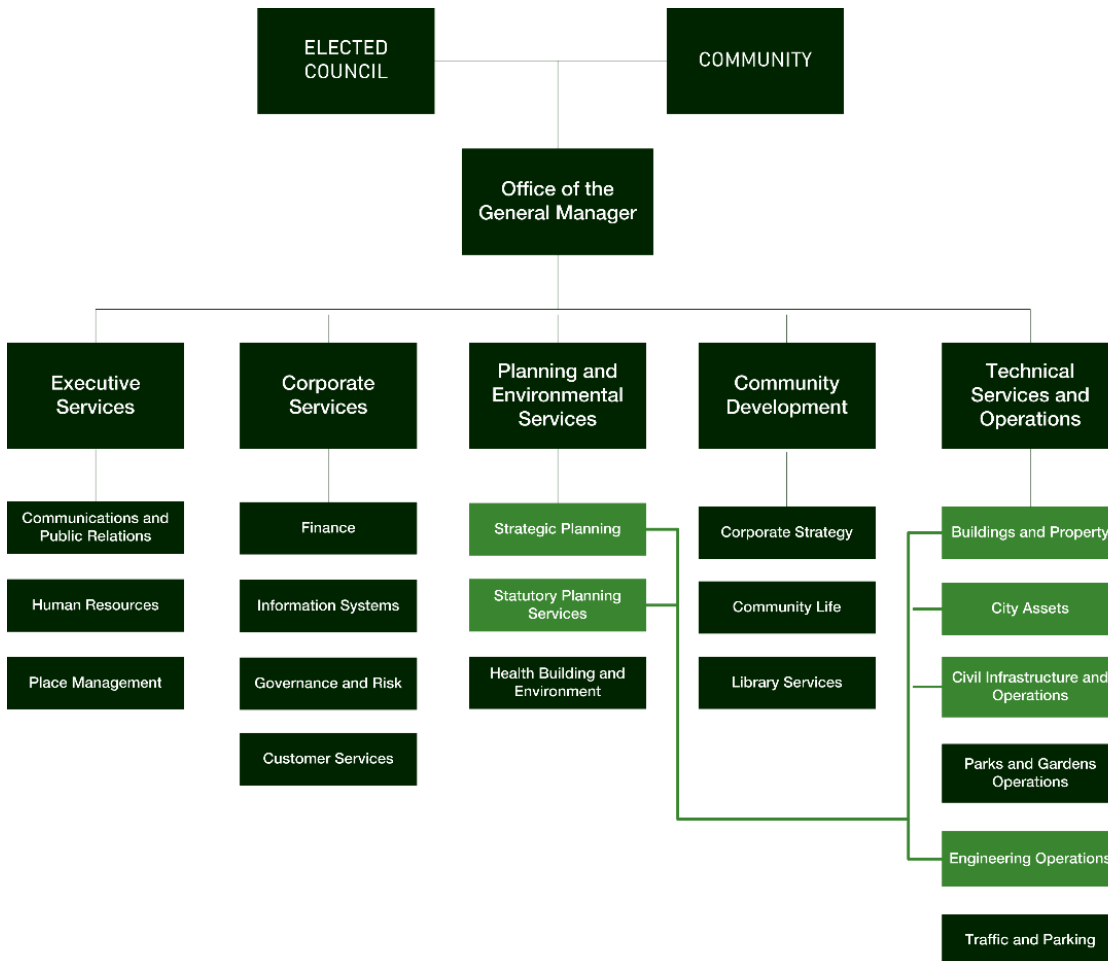 ELECTED
COUNCIL
COMMUNITY
Office of the
General Manager
Executive
Services
Corporate
Services
Planning and
Environmental
Services
Community
Development
Technical
Services and
Operations
Communications and
Public Relations
Human Resources
Place Management
Finance
Information Systems
Governance and Risk
Customer Services
Strategic Planning
Statutory Planning
Services
Health Building and
Environment
Corporate Strategy
Community Life
Library Services
Buildings and Property
City Assets
Civil Infrastructure and
Operations
Parks and Gardens
Operations
Engineering Operations
Traffic and Parking